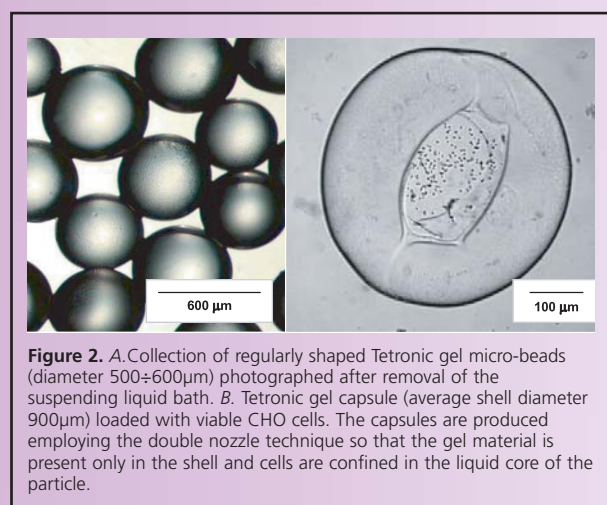 600 µm
100 µm
Figure 2. A.Collection of regularly shaped Tetronic gel micro-beads
(diameter 500÷600µm) photographed after removal of the
suspending liquid bath. B. Tetronic gel capsule (average shell diameter
900µm) loaded with viable CHO cells. The capsules are produced
employing the double nozzle technique so that the gel material is
present only in the shell and cells are confined in the liquid core of the
particle.